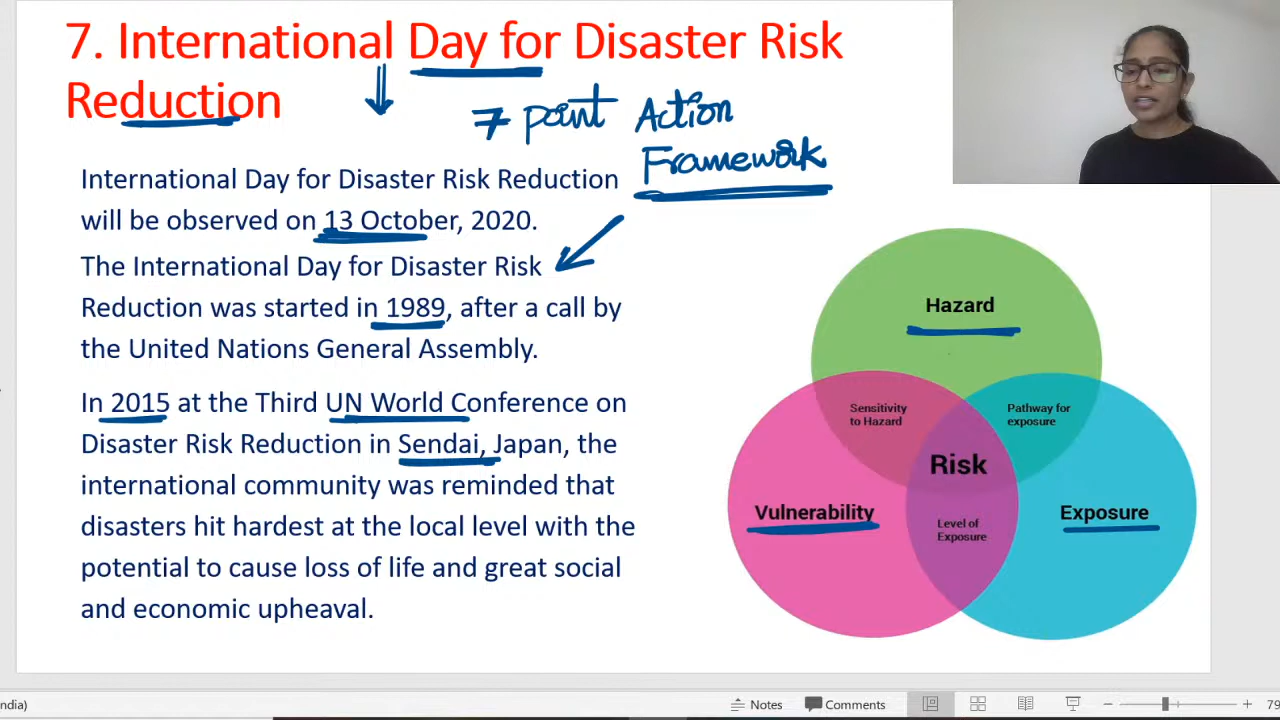 7. International Day for Disaster Risk
Reduction
7 point Action
Framework
International Day for Disaster Risk Reduction
will be observed on 13 October, 2020.
The International Day for Disaster Risk
Reduction was started in 1989, after a call by
the United Nations General Assembly.
In 2015 at the Third UN World Conference on
Disaster Risk Reduction in Sendai, Japan, the
international community was reminded that
disasters hit hardest at the local level with the
potential to cause loss of life and great social
and economic upheaval.
Hazard
Sensitivity
to Hazard
Pathway for
exposure
Risk
Vulnerability
Exposure
Level of
Exposure
ndia)
Notes
Comments
79